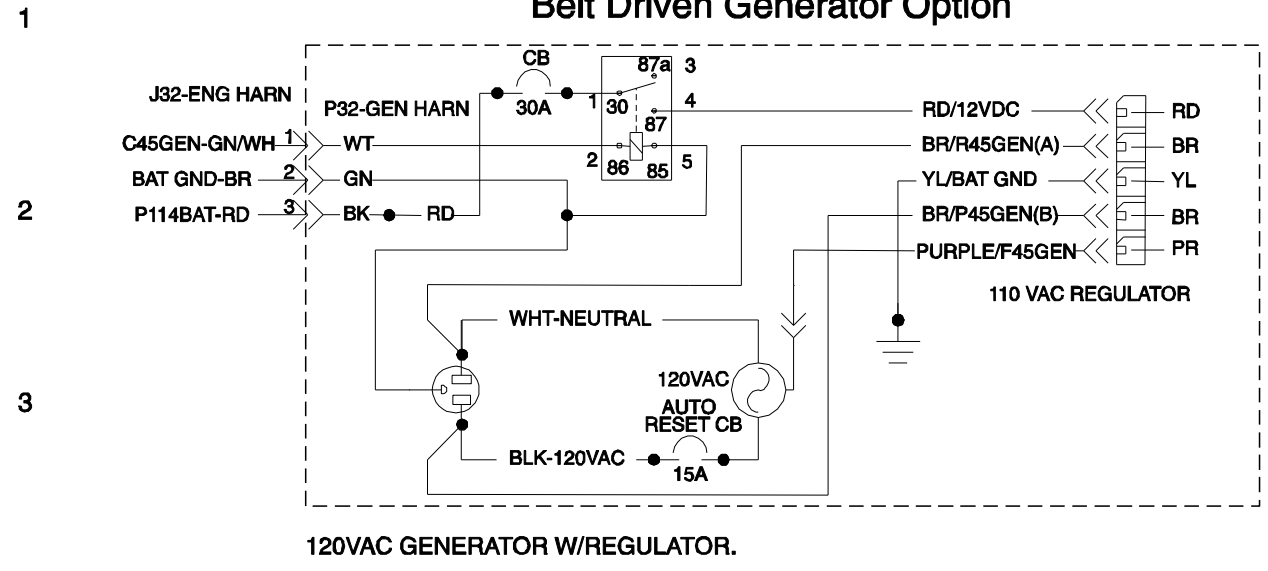 Belt Driven Generator Option
1
CB
30A
87a
3
1
30
4
87
2
86
85
5
J32-ENG HARN
P32-GEN HARN
C45GEN-GN/WH
1
WT
BAT GND-BR
2
GN
P114BAT-RD
3
BK
RD
2
RD/12VDC
RD
BR/R45GEN(A)
BR
YL/BAT GND
YL
BR/P45GEN(B)
BR
PURPLE/F45GEN
PR
110 VAC REGULATOR
WHT-NEUTRAL
120VAC
AUTO
RESET CB
15A
BLK-120VAC
3
120VAC GENERATOR W/REGULATOR.